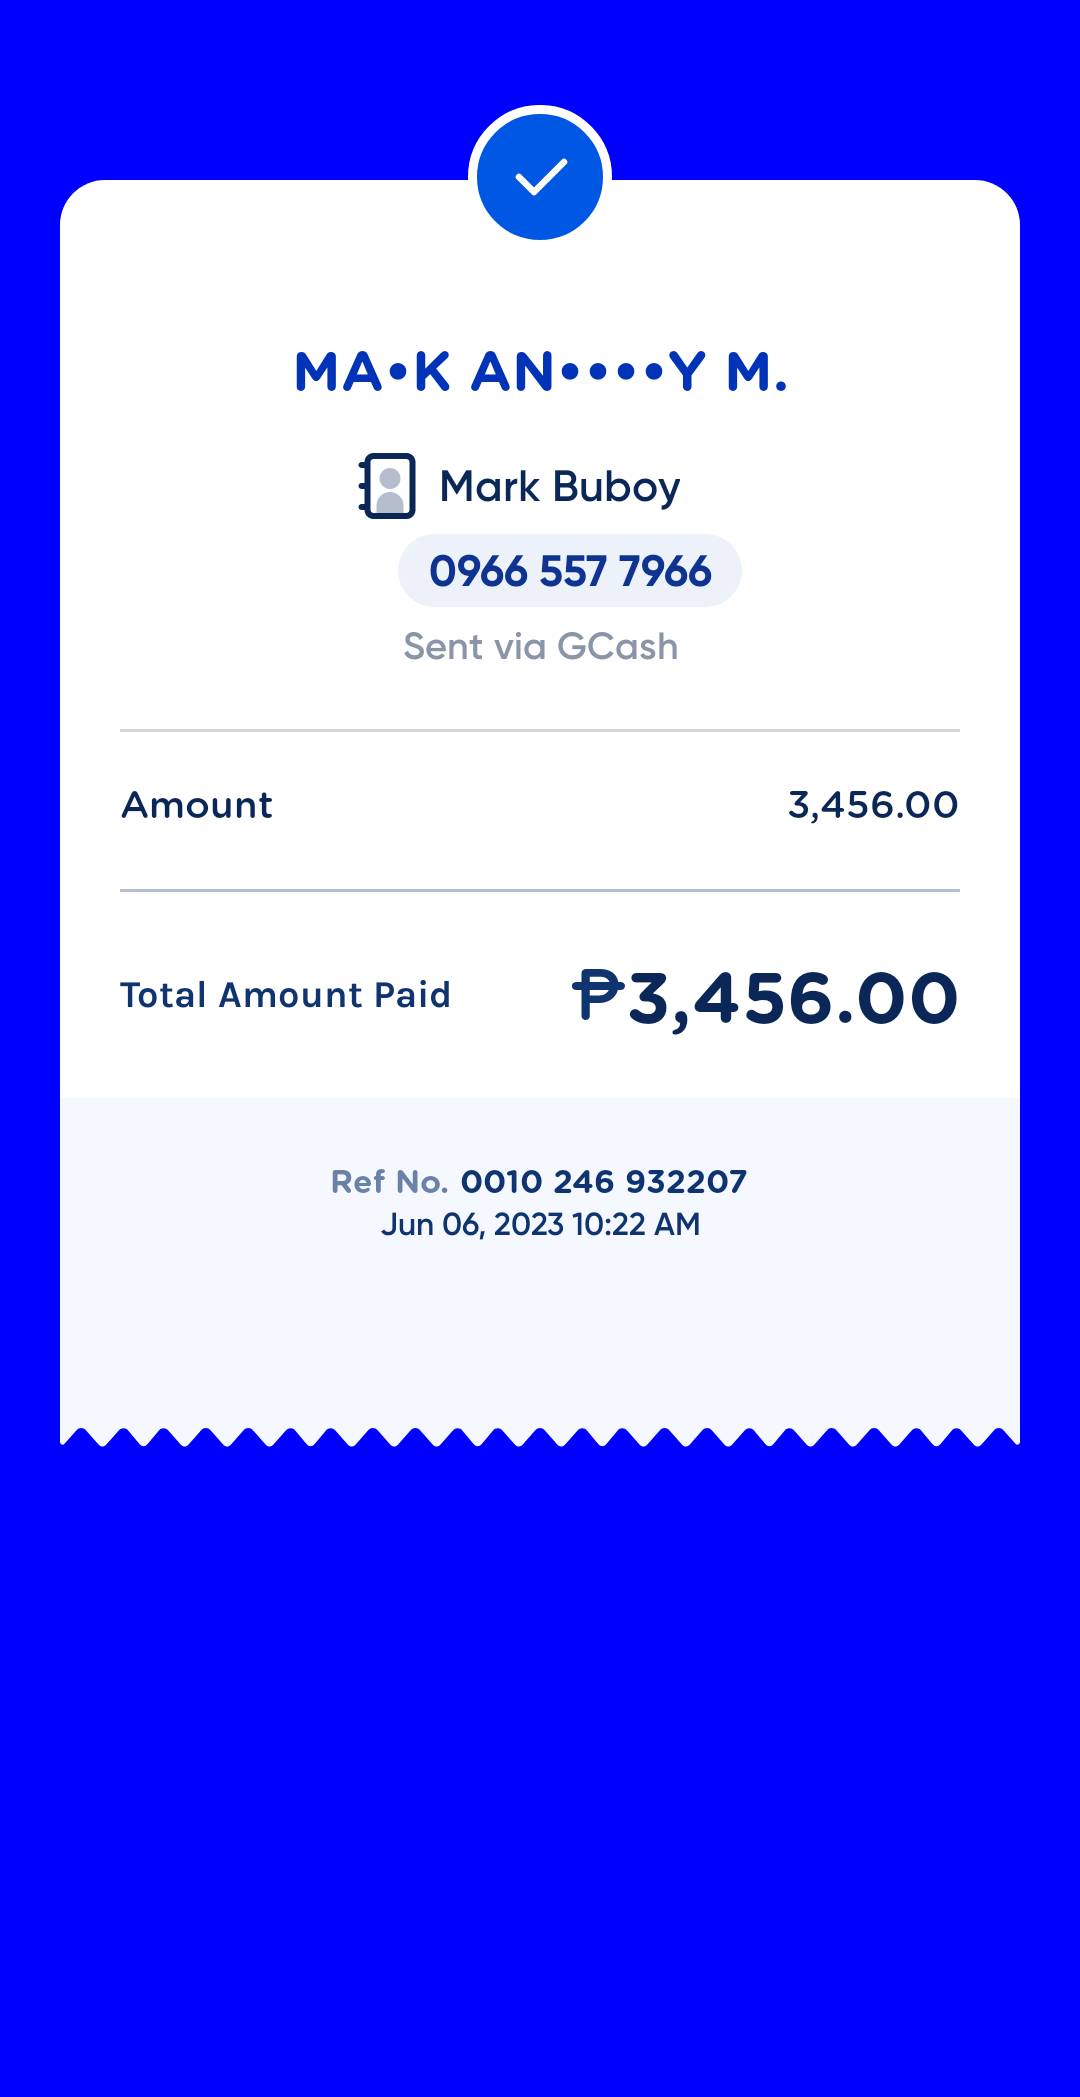 MA•K AN••••Y M.
Mark Buboy
0966 557 7966
Sent via GCash
Amount 3,456.00
Total Amount Paid ₱3,456.00
Ref No. 0010 246 932207
Jun 06, 2023 10:22 AM